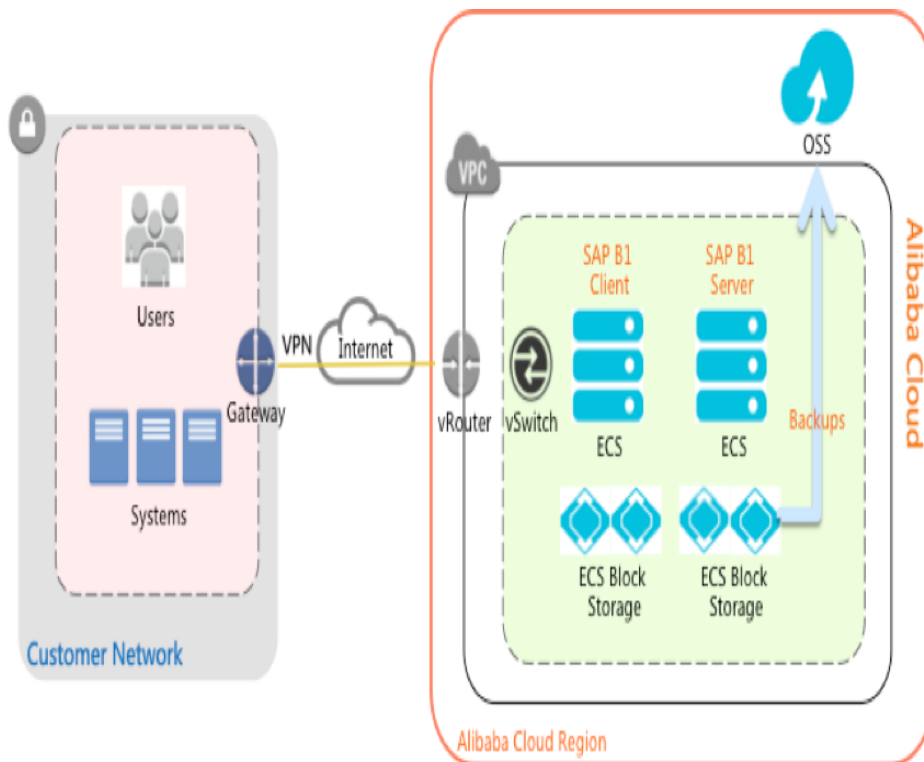 OSS
VPC
Alibaba Cloud
SAP B1
Client
SAP B1
Server
Users
VPN
Internet
Gateway
vRouter
vSwitch
ECS
ECS
Backups
Systems
ECS Block
Storage
ECS Block
Storage
Customer Network
Alibaba Cloud Region